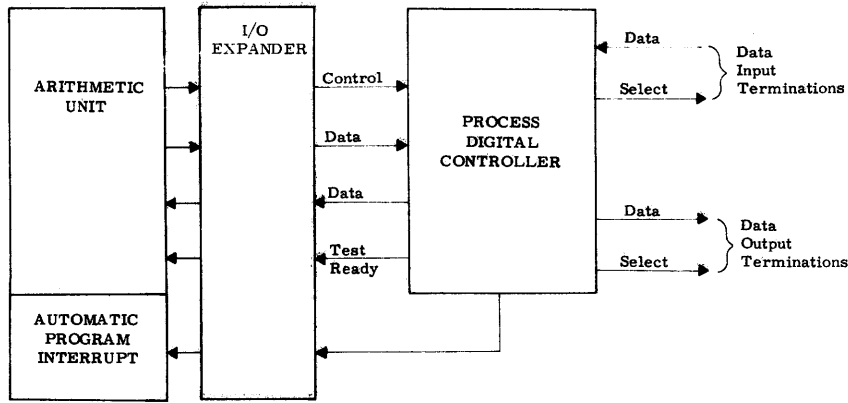 ARITHMETIC
UNIT
AUTOMATIC
PROGRAM
INTERRUPT
I/O
EXPANDER
Control
Data
Data
Test
Ready
PROCESS
DIGITAL
CONTROLLER
Data
Select
Data
Input
Terminations
Data
Select
Data
Output
Terminations